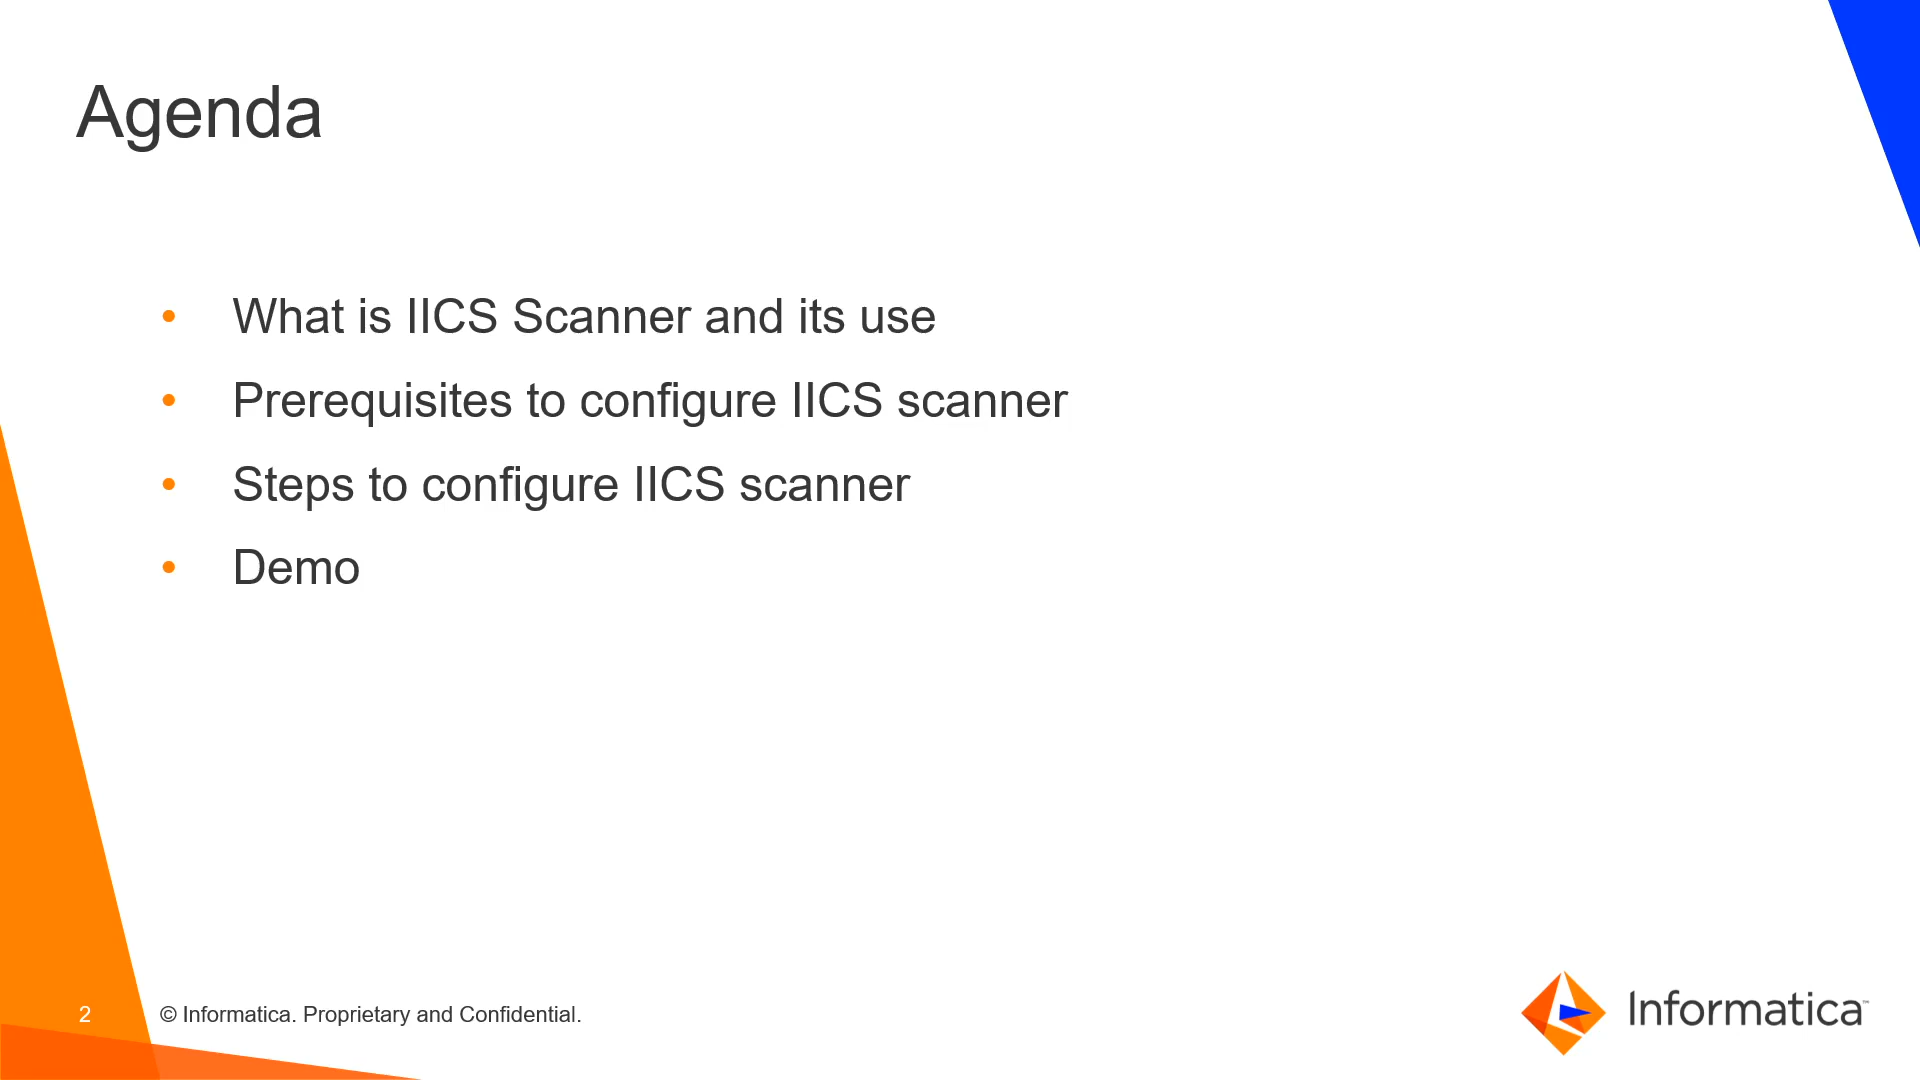 Agenda
• What is IICS Scanner and its use
• Prerequisites to configure IICS scanner
• Steps to configure IICS scanner
• Demo
2 © Informatica. Proprietary and Confidential.
Informatica™